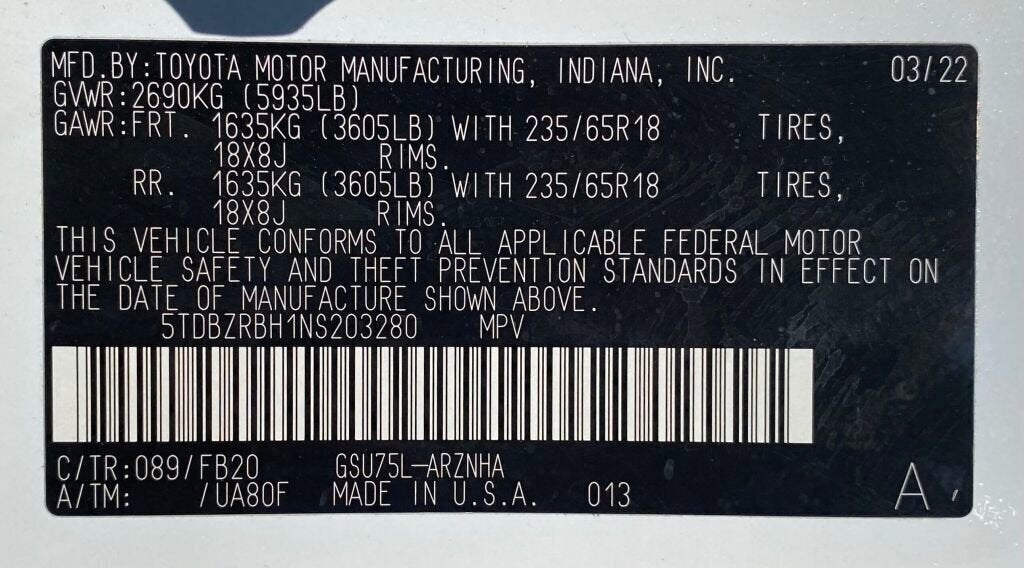 MFD.BY:TOYOTA MOTOR MANUFACTURING, INDIANA, INC. 03/22
GVWR:2690KG (5935LB)
GAWR:FRT. 1635KG (3605LB) WITH 235/65R18 TIRES,
18X8J RIMS.
RR. 1635KG (3605LB) WITH 235/65R18 TIRES,
18X8J RIMS.
THIS VEHICLE CONFORMS TO ALL APPLICABLE FEDERAL MOTOR
VEHICLE SAFETY AND THEFT PREVENTION STANDARDS IN EFFECT ON
THE DATE OF MANUFACTURE SHOWN ABOVE.
5TDBZRBH1NS203280 MPV
C/TR:089/FB20 GSU75L-ARZNHA
A/TM: /UA80F MADE IN U.S.A. 013 A